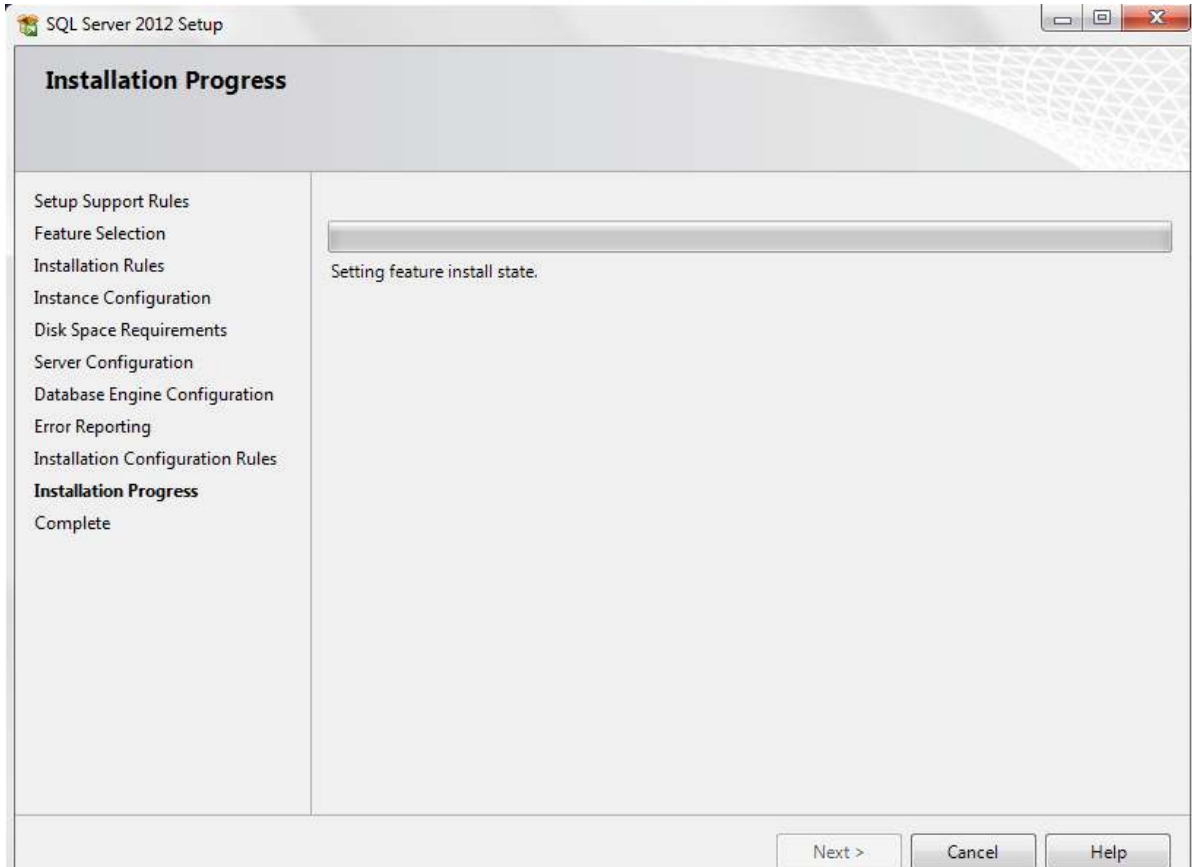 SQL Server 2012 Setup
Installation Progress
Setup Support Rules
Feature Selection
Installation Rules
Instance Configuration
Disk Space Requirements
Server Configuration
Database Engine Configuration
Error Reporting
Installation Configuration Rules
Installation Progress
Complete
Setting feature install state.
Next >
Cancel
Help